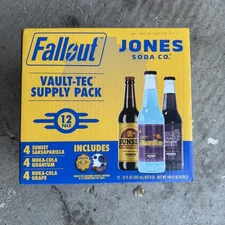 Fallout
JONES
SODA CO.
VAULT-TEC
SUPPLY PACK
12
PACK
4 SUNSET
SARSAPARILLA
4 NUKA-COLA
QUANTUM
4 NUKA-COLA
GRAPE
INCLUDES
SUNSET